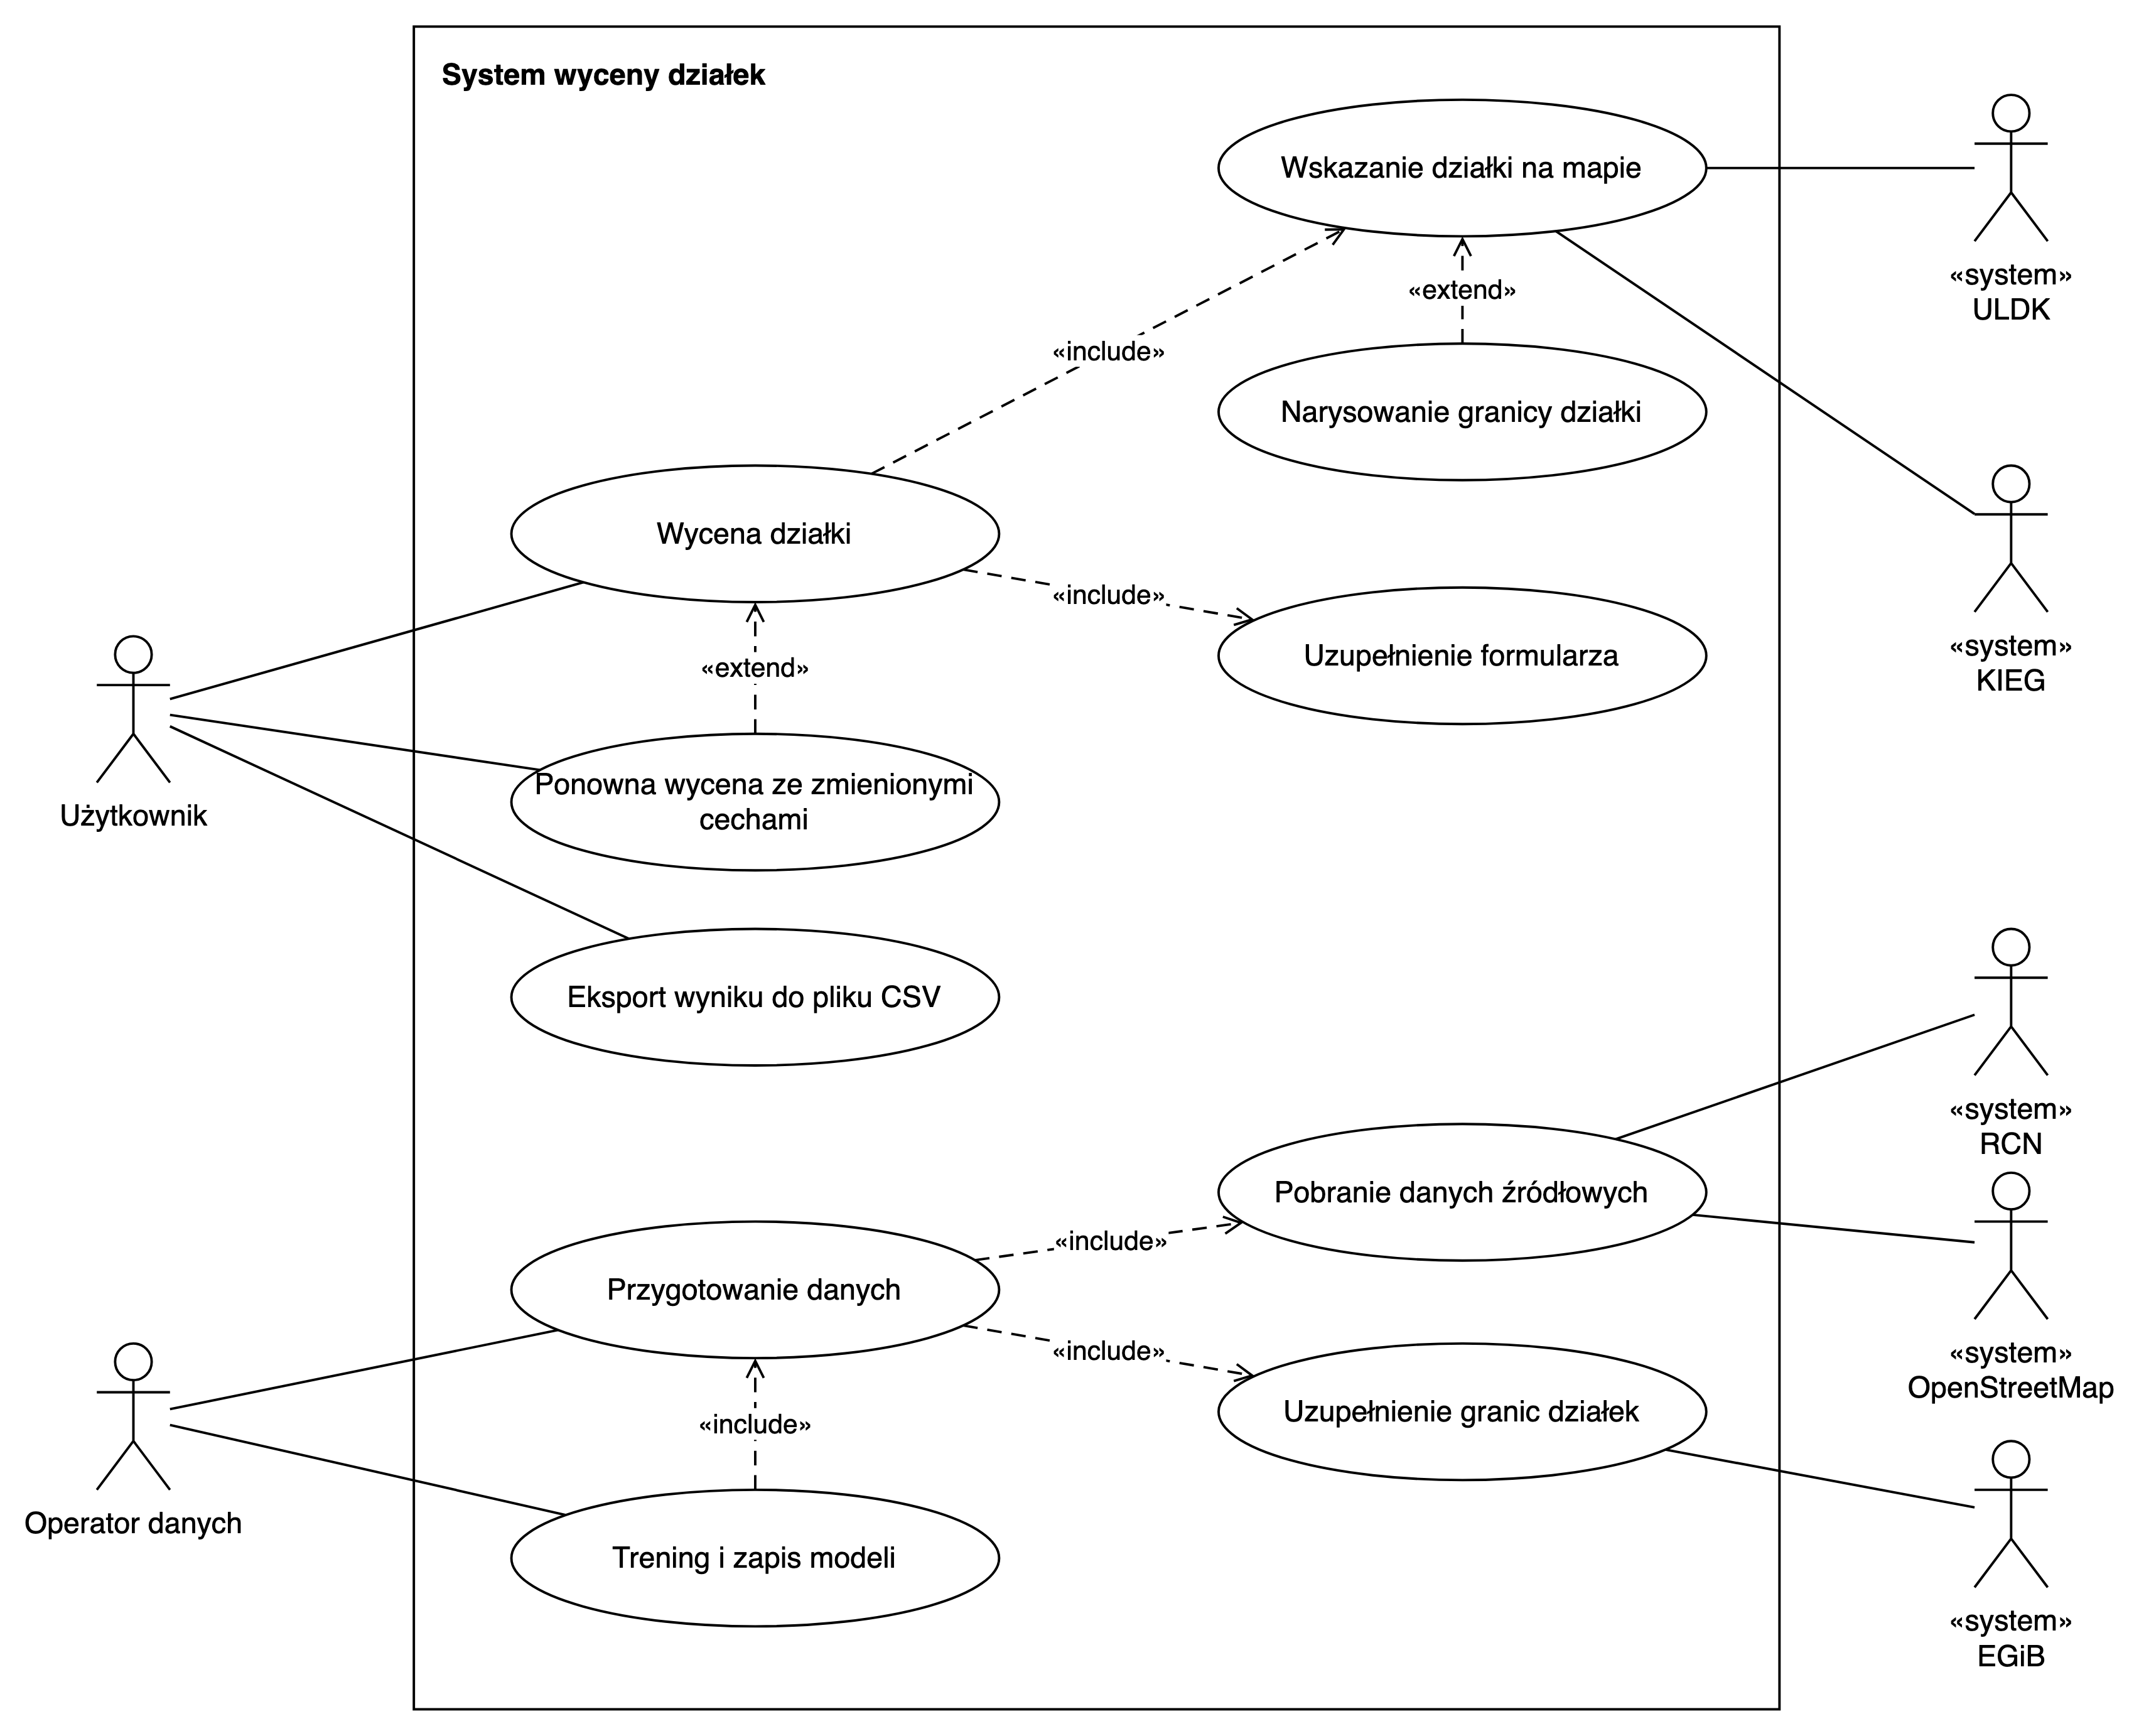 System wyceny działek
Wskazanie działki na mapie
«system»
ULDK
«extend»
«include»
Narysowanie granicy działki
Wycena działki
«include»
«system»
KIEG
Uzupełnienie formularza
«extend»
Użytkownik
Ponowna wycena ze zmienionymi
cechami
Eksport wyniku do pliku CSV
«system»
RCN
Pobranie danych źródłowych
«include»
Przygotowanie danych
«include»
«system»
OpenStreetMap
Uzupełnienie granic działek
«include»
Operator danych
Trening i zapis modeli
«system»
EGiB